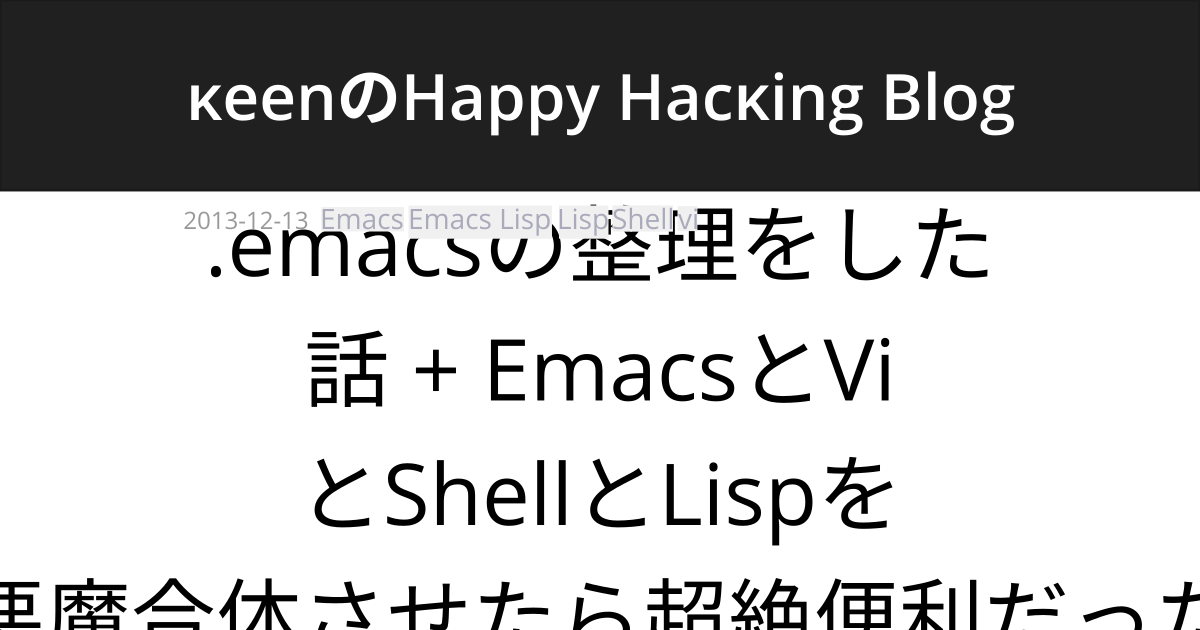 κeenのHappy Hacκing Blog
2013-12-13 Emacs Emacs Lisp Lisp Shell vi
.emacsの整理をした
話 + EmacsとVi
とShellとLispを
悪魔合体させたら超絶便利だった